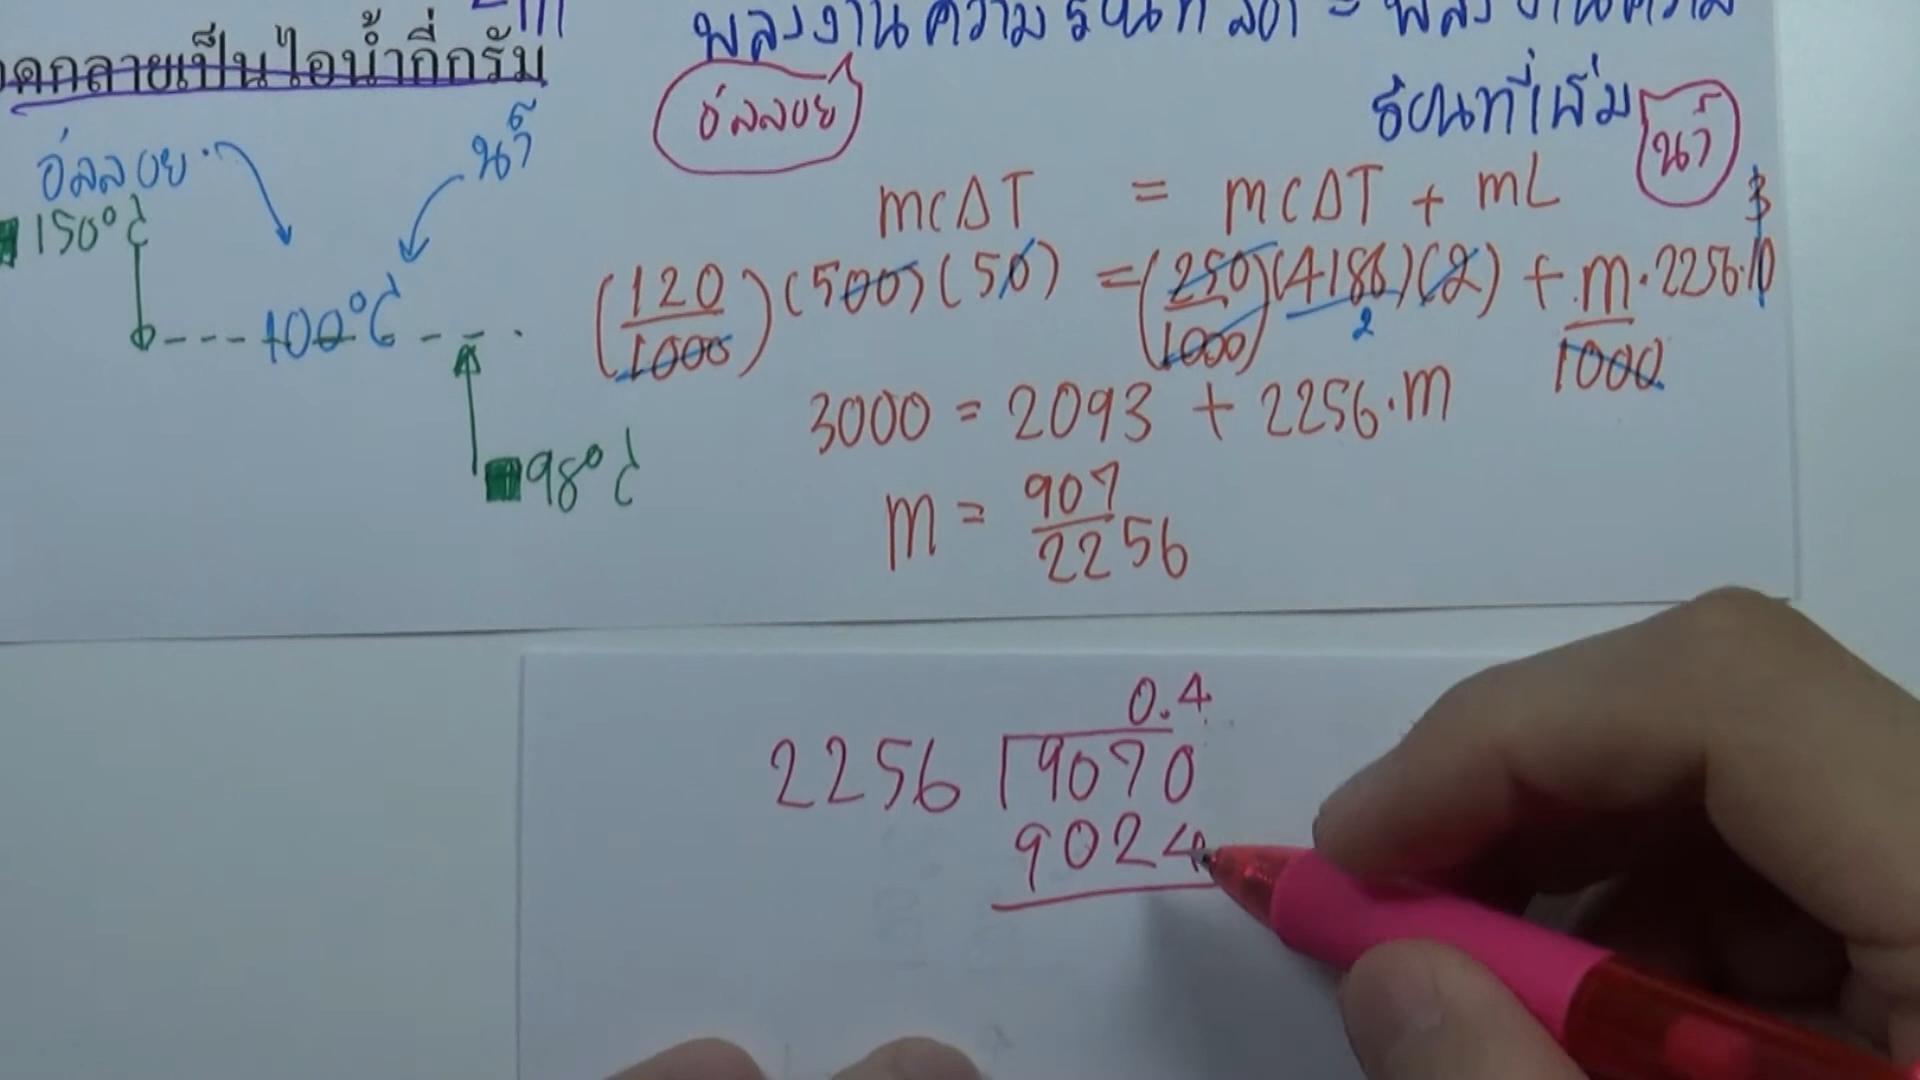 พลังงานความร้อนที่ลด = พลังงานความ
กลายเป็นไอน้ำกี่กรัม
อัลลอย
ร้อนที่เพิ่ม
น้ำ
อัลลอย
น้ำ
150°C
mcΔT = mcΔT + mL
(120/1000)(500)(50) = (250/1000)(4186)(2) + m/1000 · 2256·10³
2
100°C
3000 = 2093 + 2256·m
98°C
m = 907/2256
0.4
2256 9070
9024